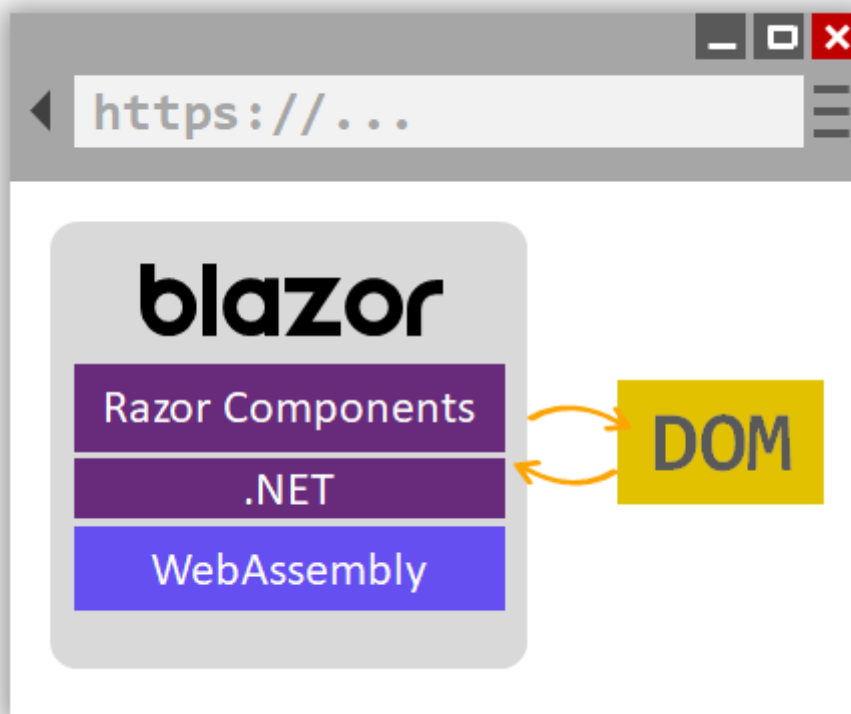 https://...
blazor
Razor Components
.NET
WebAssembly
DOM